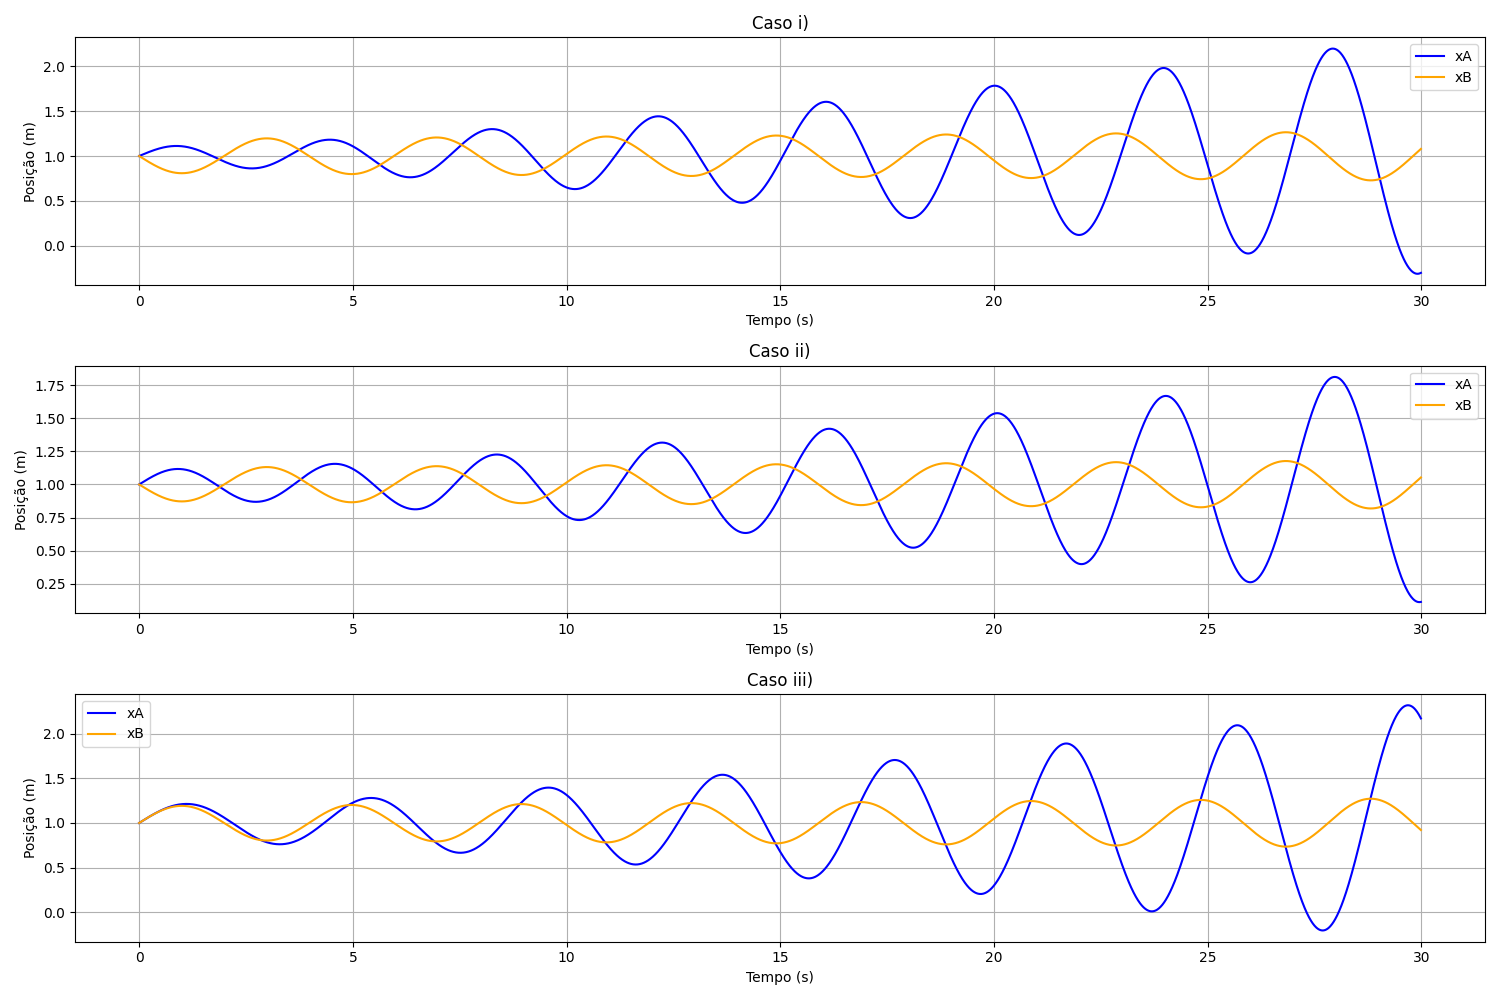 Caso i)
Posição (m)
2.0
1.5
1.0
0.5
0.0
xA
xB
0 5 10 15 20 25 30
Tempo (s)
Caso ii)
Posição (m)
1.75
1.50
1.25
1.00
0.75
0.50
0.25
xA
xB
0 5 10 15 20 25 30
Tempo (s)
Caso iii)
Posição (m)
2.0
1.5
1.0
0.5
0.0
xA
xB
0 5 10 15 20 25 30
Tempo (s)